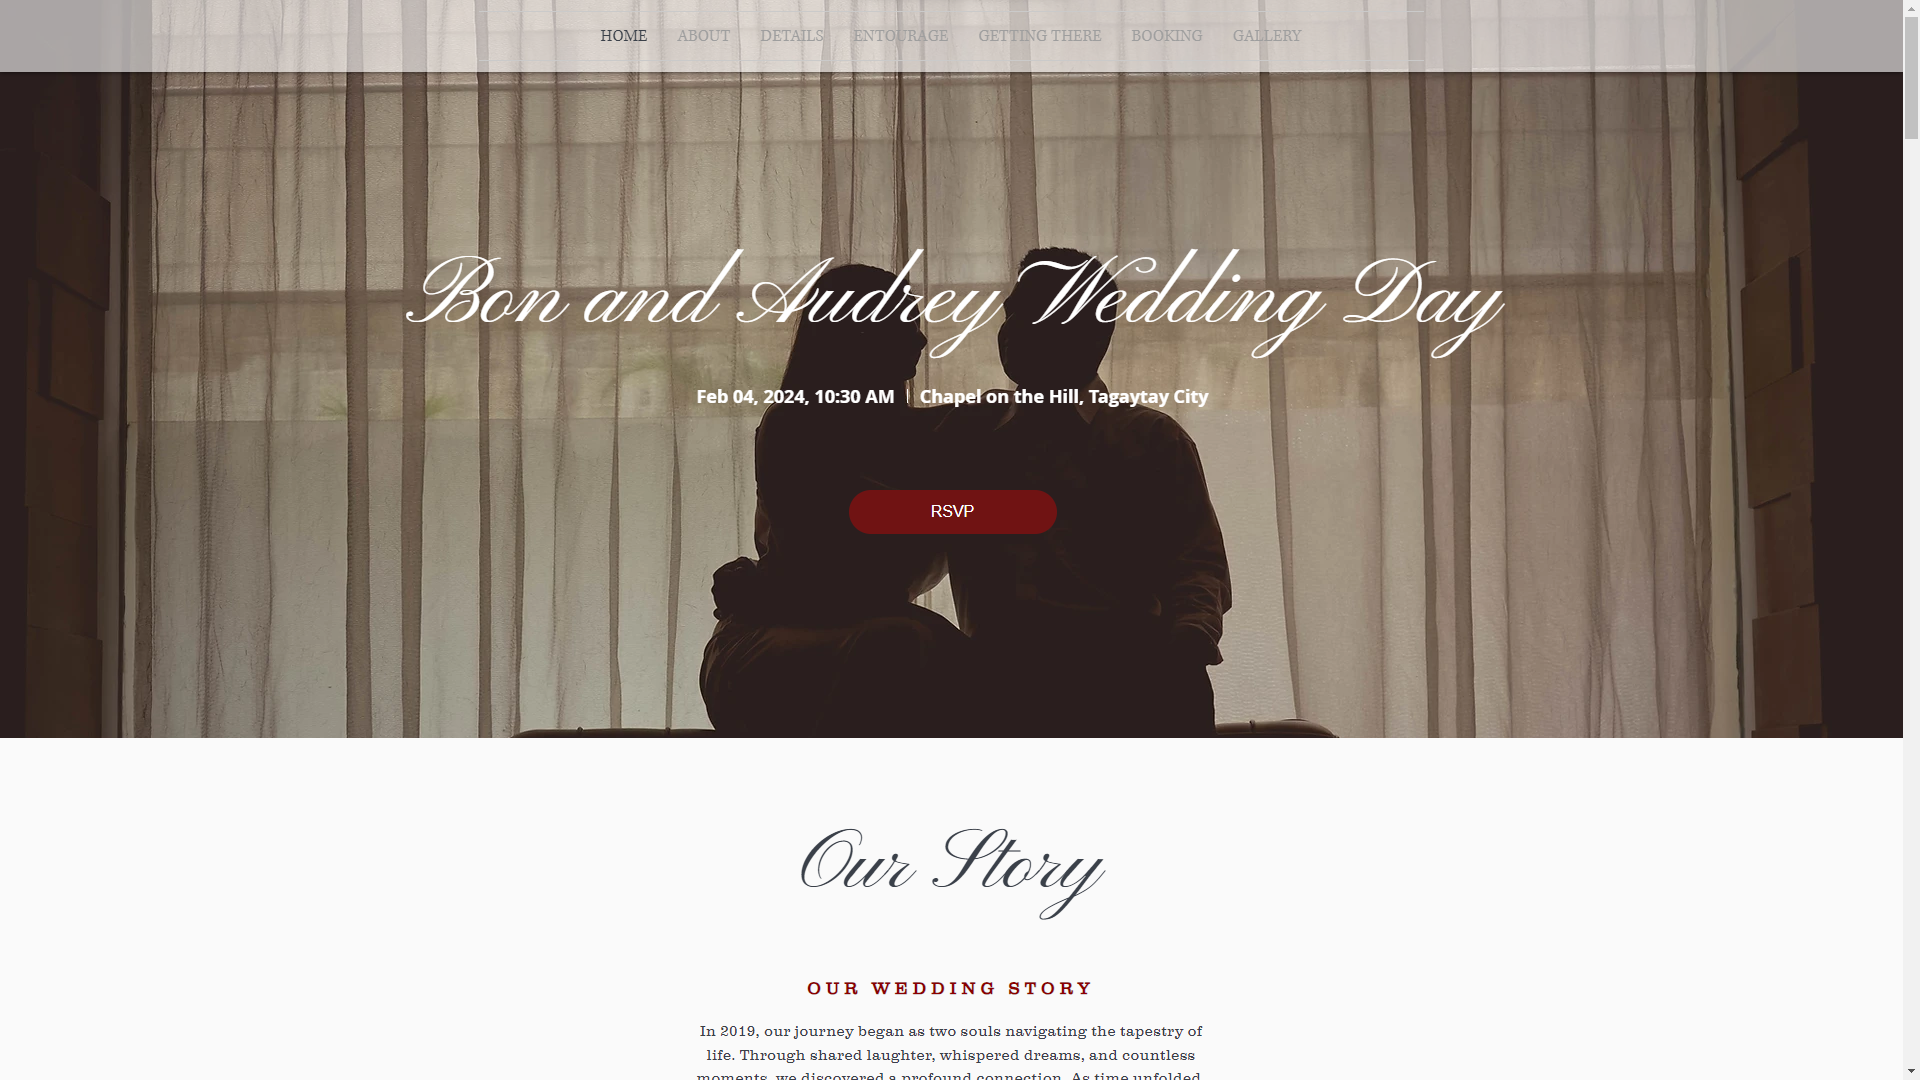 HOME ABOUT DETAILS ENTOURAGE GETTING THERE BOOKING GALLERY
Bon and Audrey Wedding Day
Feb 04, 2024, 10:30 AM | Chapel on the Hill, Tagaytay City
RSVP
Our Story
OUR WEDDING STORY
In 2019, our journey began as two souls navigating the tapestry of
life. Through shared laughter, whispered dreams, and countless
moments, we discovered a profound connection. As time unfolded,